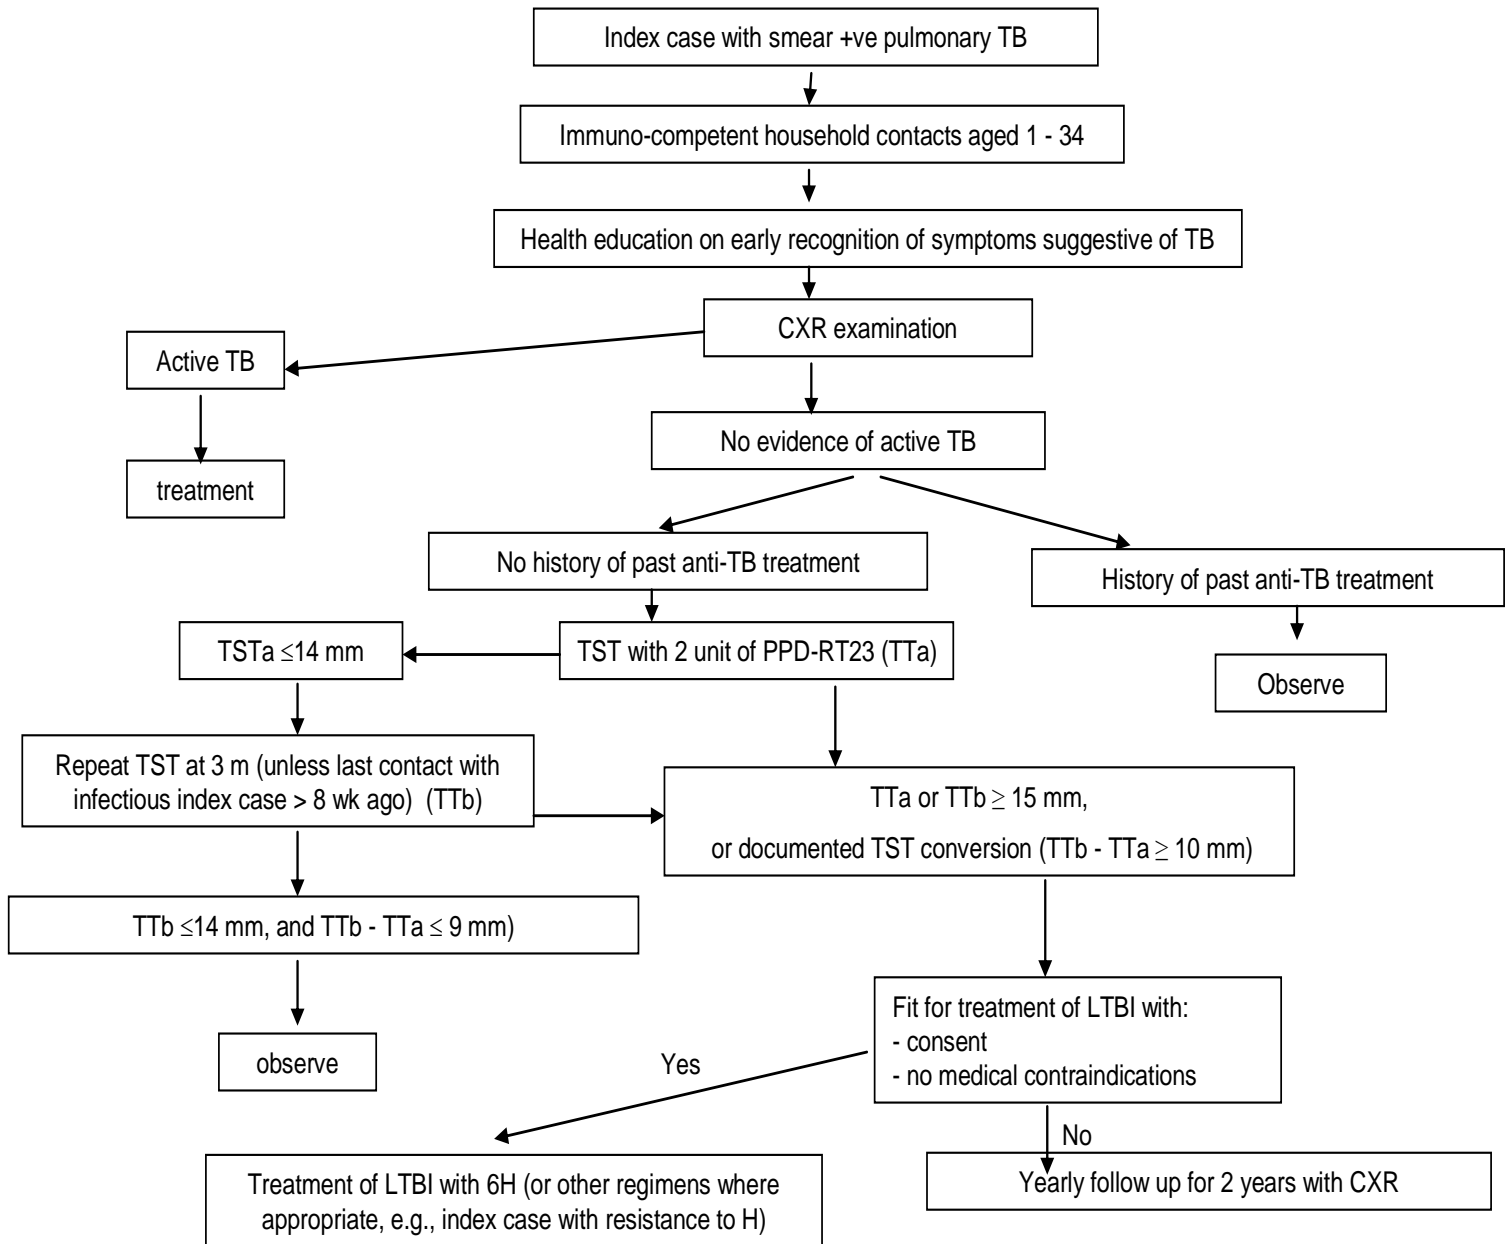 Index case with smear +ve pulmonary TB
Immuno-competent household contacts aged 1 - 34
Health education on early recognition of symptoms suggestive of TB
CXR examination
Active TB
treatment
No evidence of active TB
No history of past anti-TB treatment
History of past anti-TB treatment
Observe
TST with 2 unit of PPD-RT23 (TTa)
TSTa ≤14 mm
Repeat TST at 3 m (unless last contact with
infectious index case > 8 wk ago)  (TTb)
TTa or TTb ≥ 15 mm,
or documented TST conversion (TTb - TTa ≥ 10 mm)
TTb ≤14 mm, and TTb - TTa ≤ 9 mm)
observe
Fit for treatment of LTBI with:
- consent
- no medical contraindications
Yes
No
Treatment of LTBI with 6H (or other regimens where
appropriate, e.g., index case with resistance to H)
Yearly follow up for 2 years with CXR